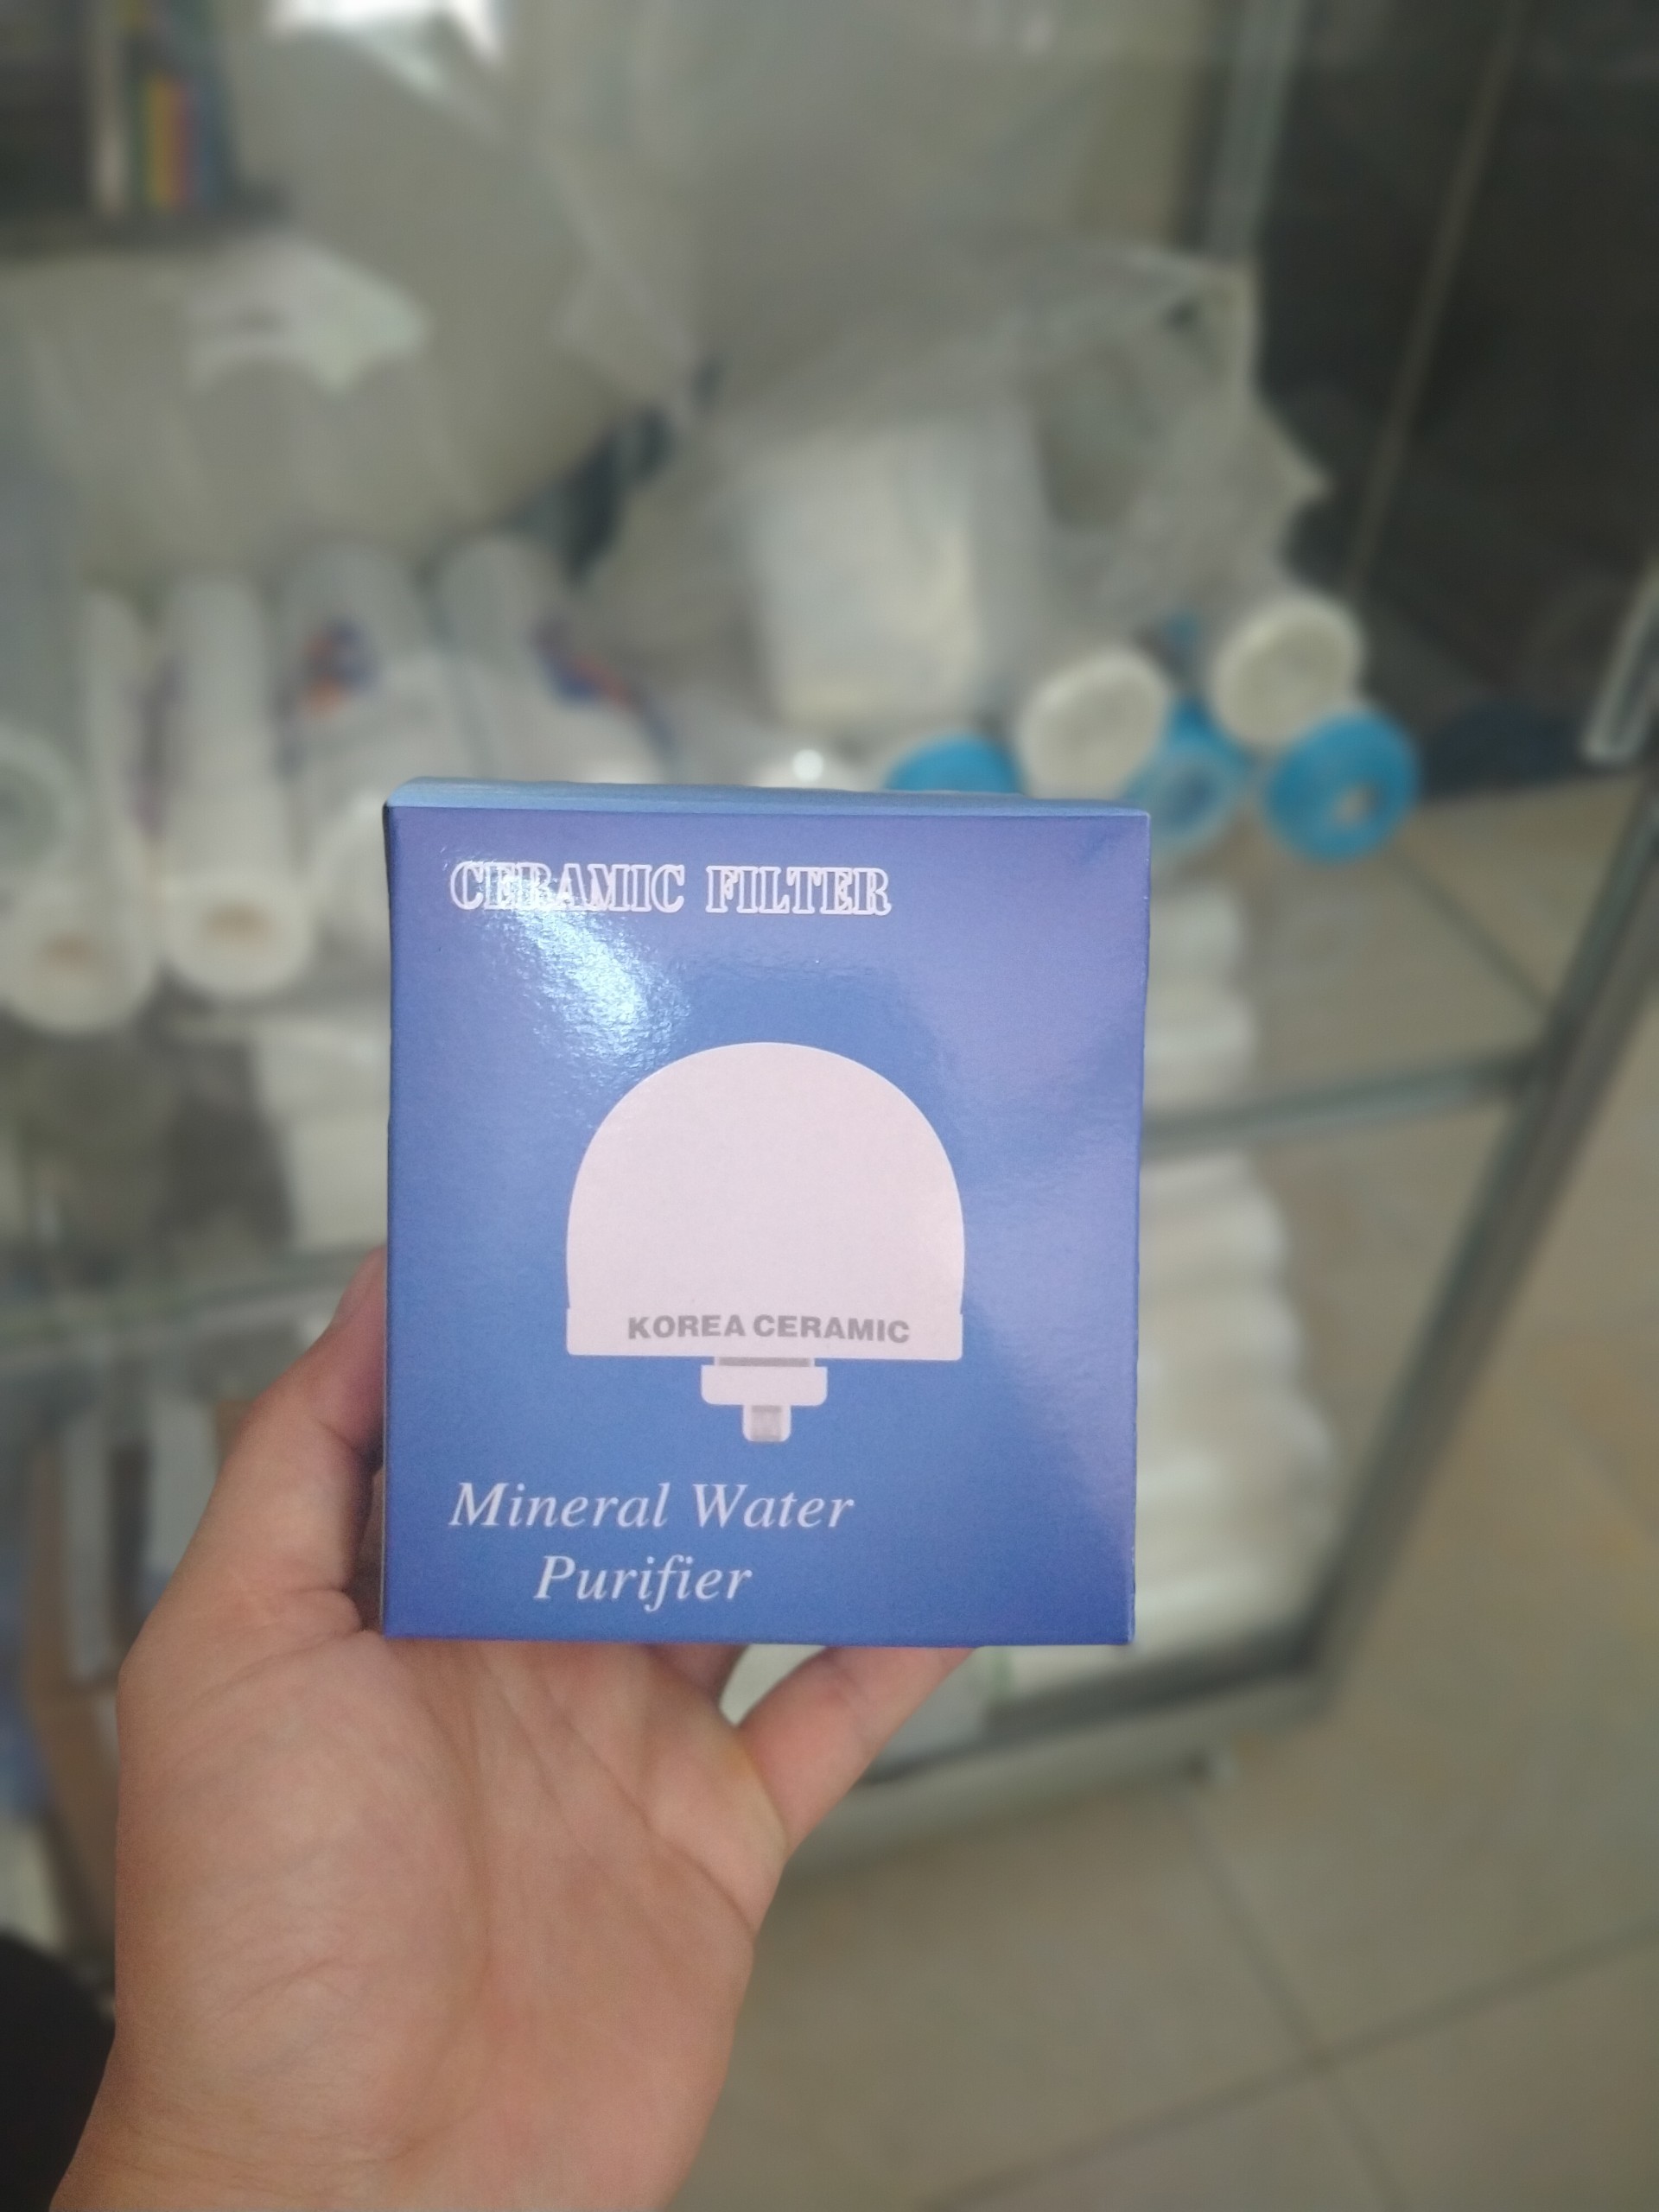 CERAMIC FILTER
KOREA CERAMIC
Mineral Water
Purifier